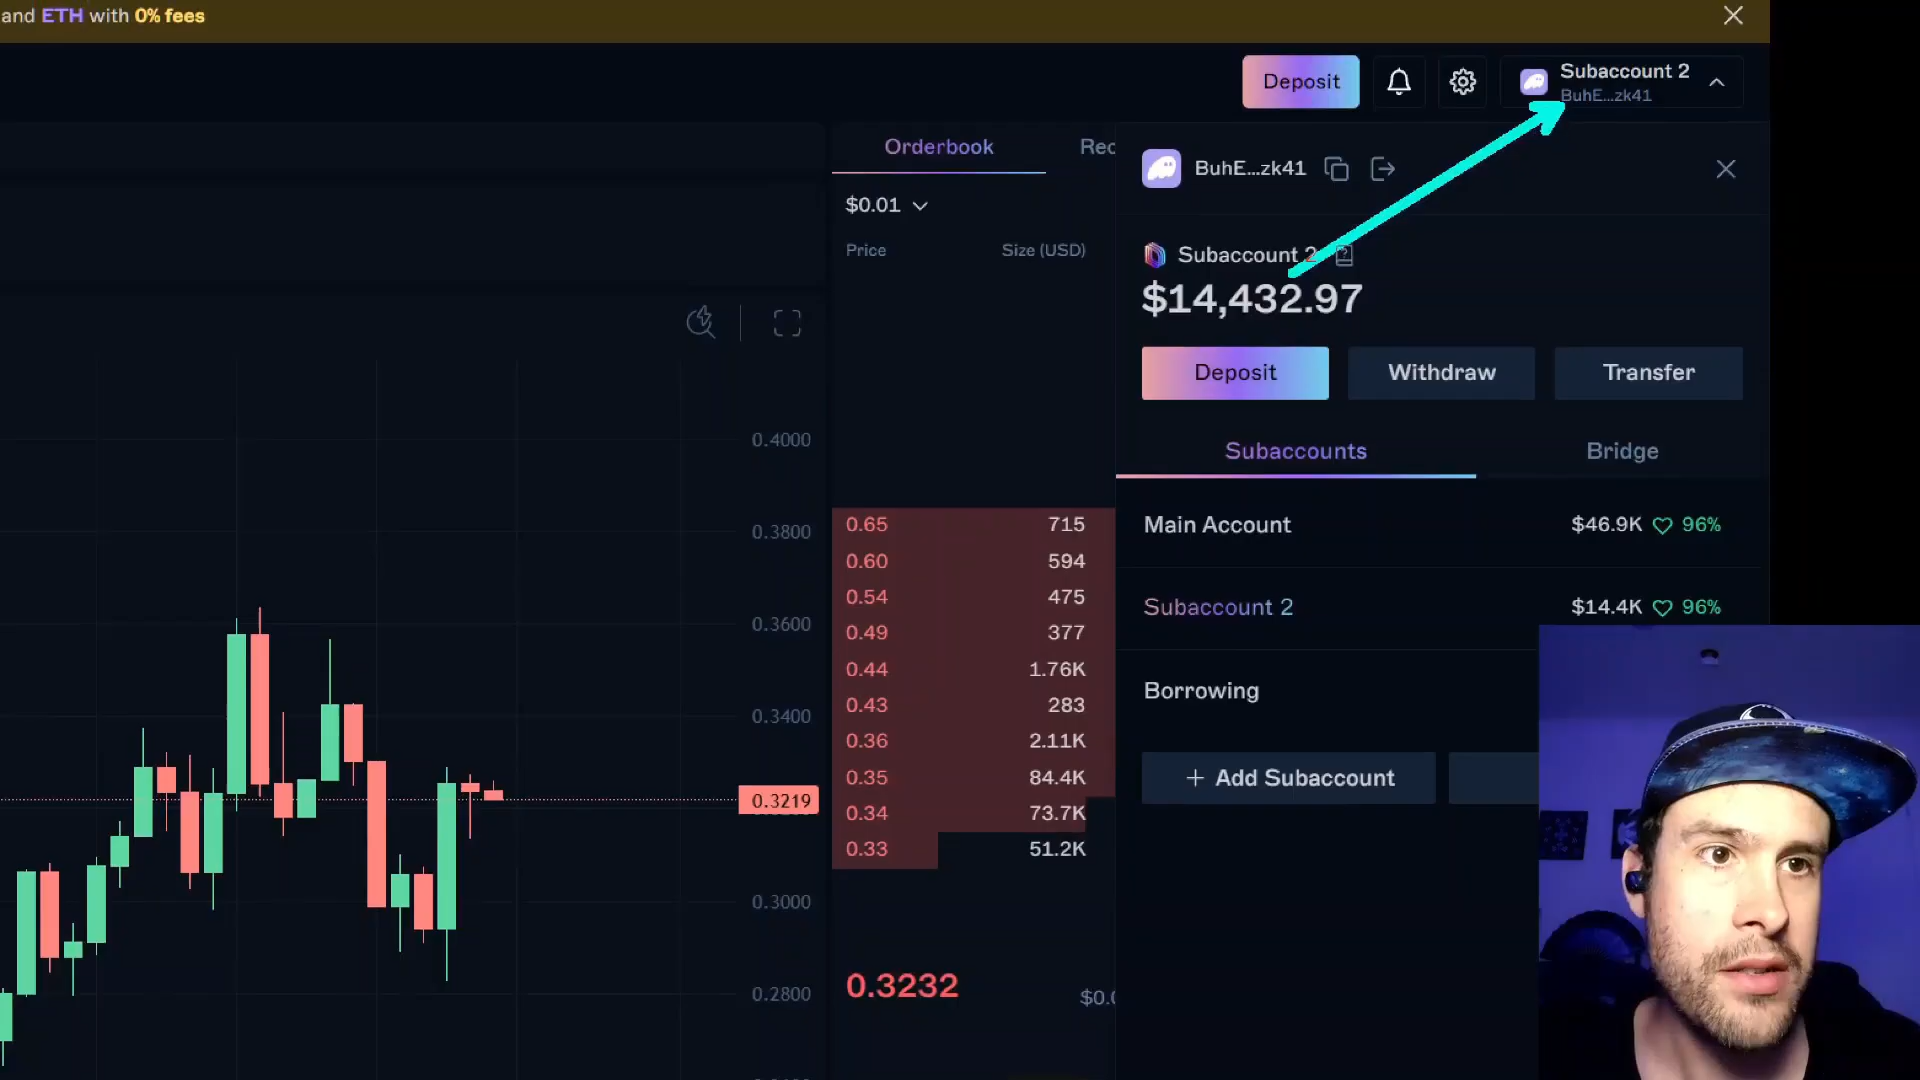 and ETH with 0% fees
Deposit
Subaccount 2
BuhE...zk41
Orderbook
Rec
BuhE...zk41
$0.01
Price Size (USD)
Subaccount 2
$14,432.97
Deposit Withdraw Transfer
Subaccounts Bridge
Main Account $46.9K 96%
Subaccount 2 $14.4K 96%
Borrowing
+ Add Subaccount
0.65 715
0.60 594
0.54 475
0.49 377
0.44 1.76K
0.43 283
0.36 2.11K
0.35 84.4K
0.34 73.7K
0.33 51.2K
0.3232 $0.0
0.4000
0.3800
0.3600
0.3400
0.3219
0.3000
0.2800